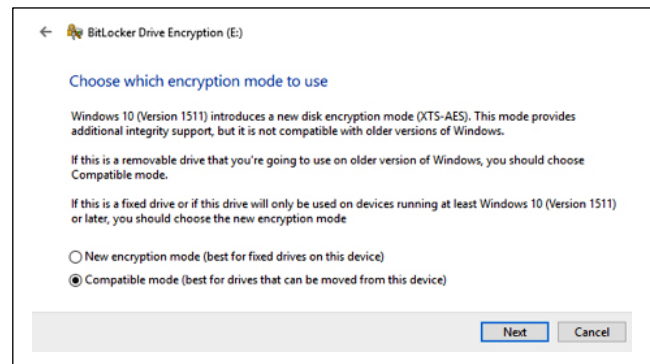 BitLocker Drive Encryption (E:)
Choose which encryption mode to use
Windows 10 (Version 1511) introduces a new disk encryption mode (XTS-AES). This mode provides
additional integrity support, but it is not compatible with older versions of Windows.
If this is a removable drive that you're going to use on older version of Windows, you should choose
Compatible mode.
If this is a fixed drive or if this drive will only be used on devices running at least Windows 10 (Version 1511)
or later, you should choose the new encryption mode
New encryption mode (best for fixed drives on this device)
Compatible mode (best for drives that can be moved from this device)
Next Cancel